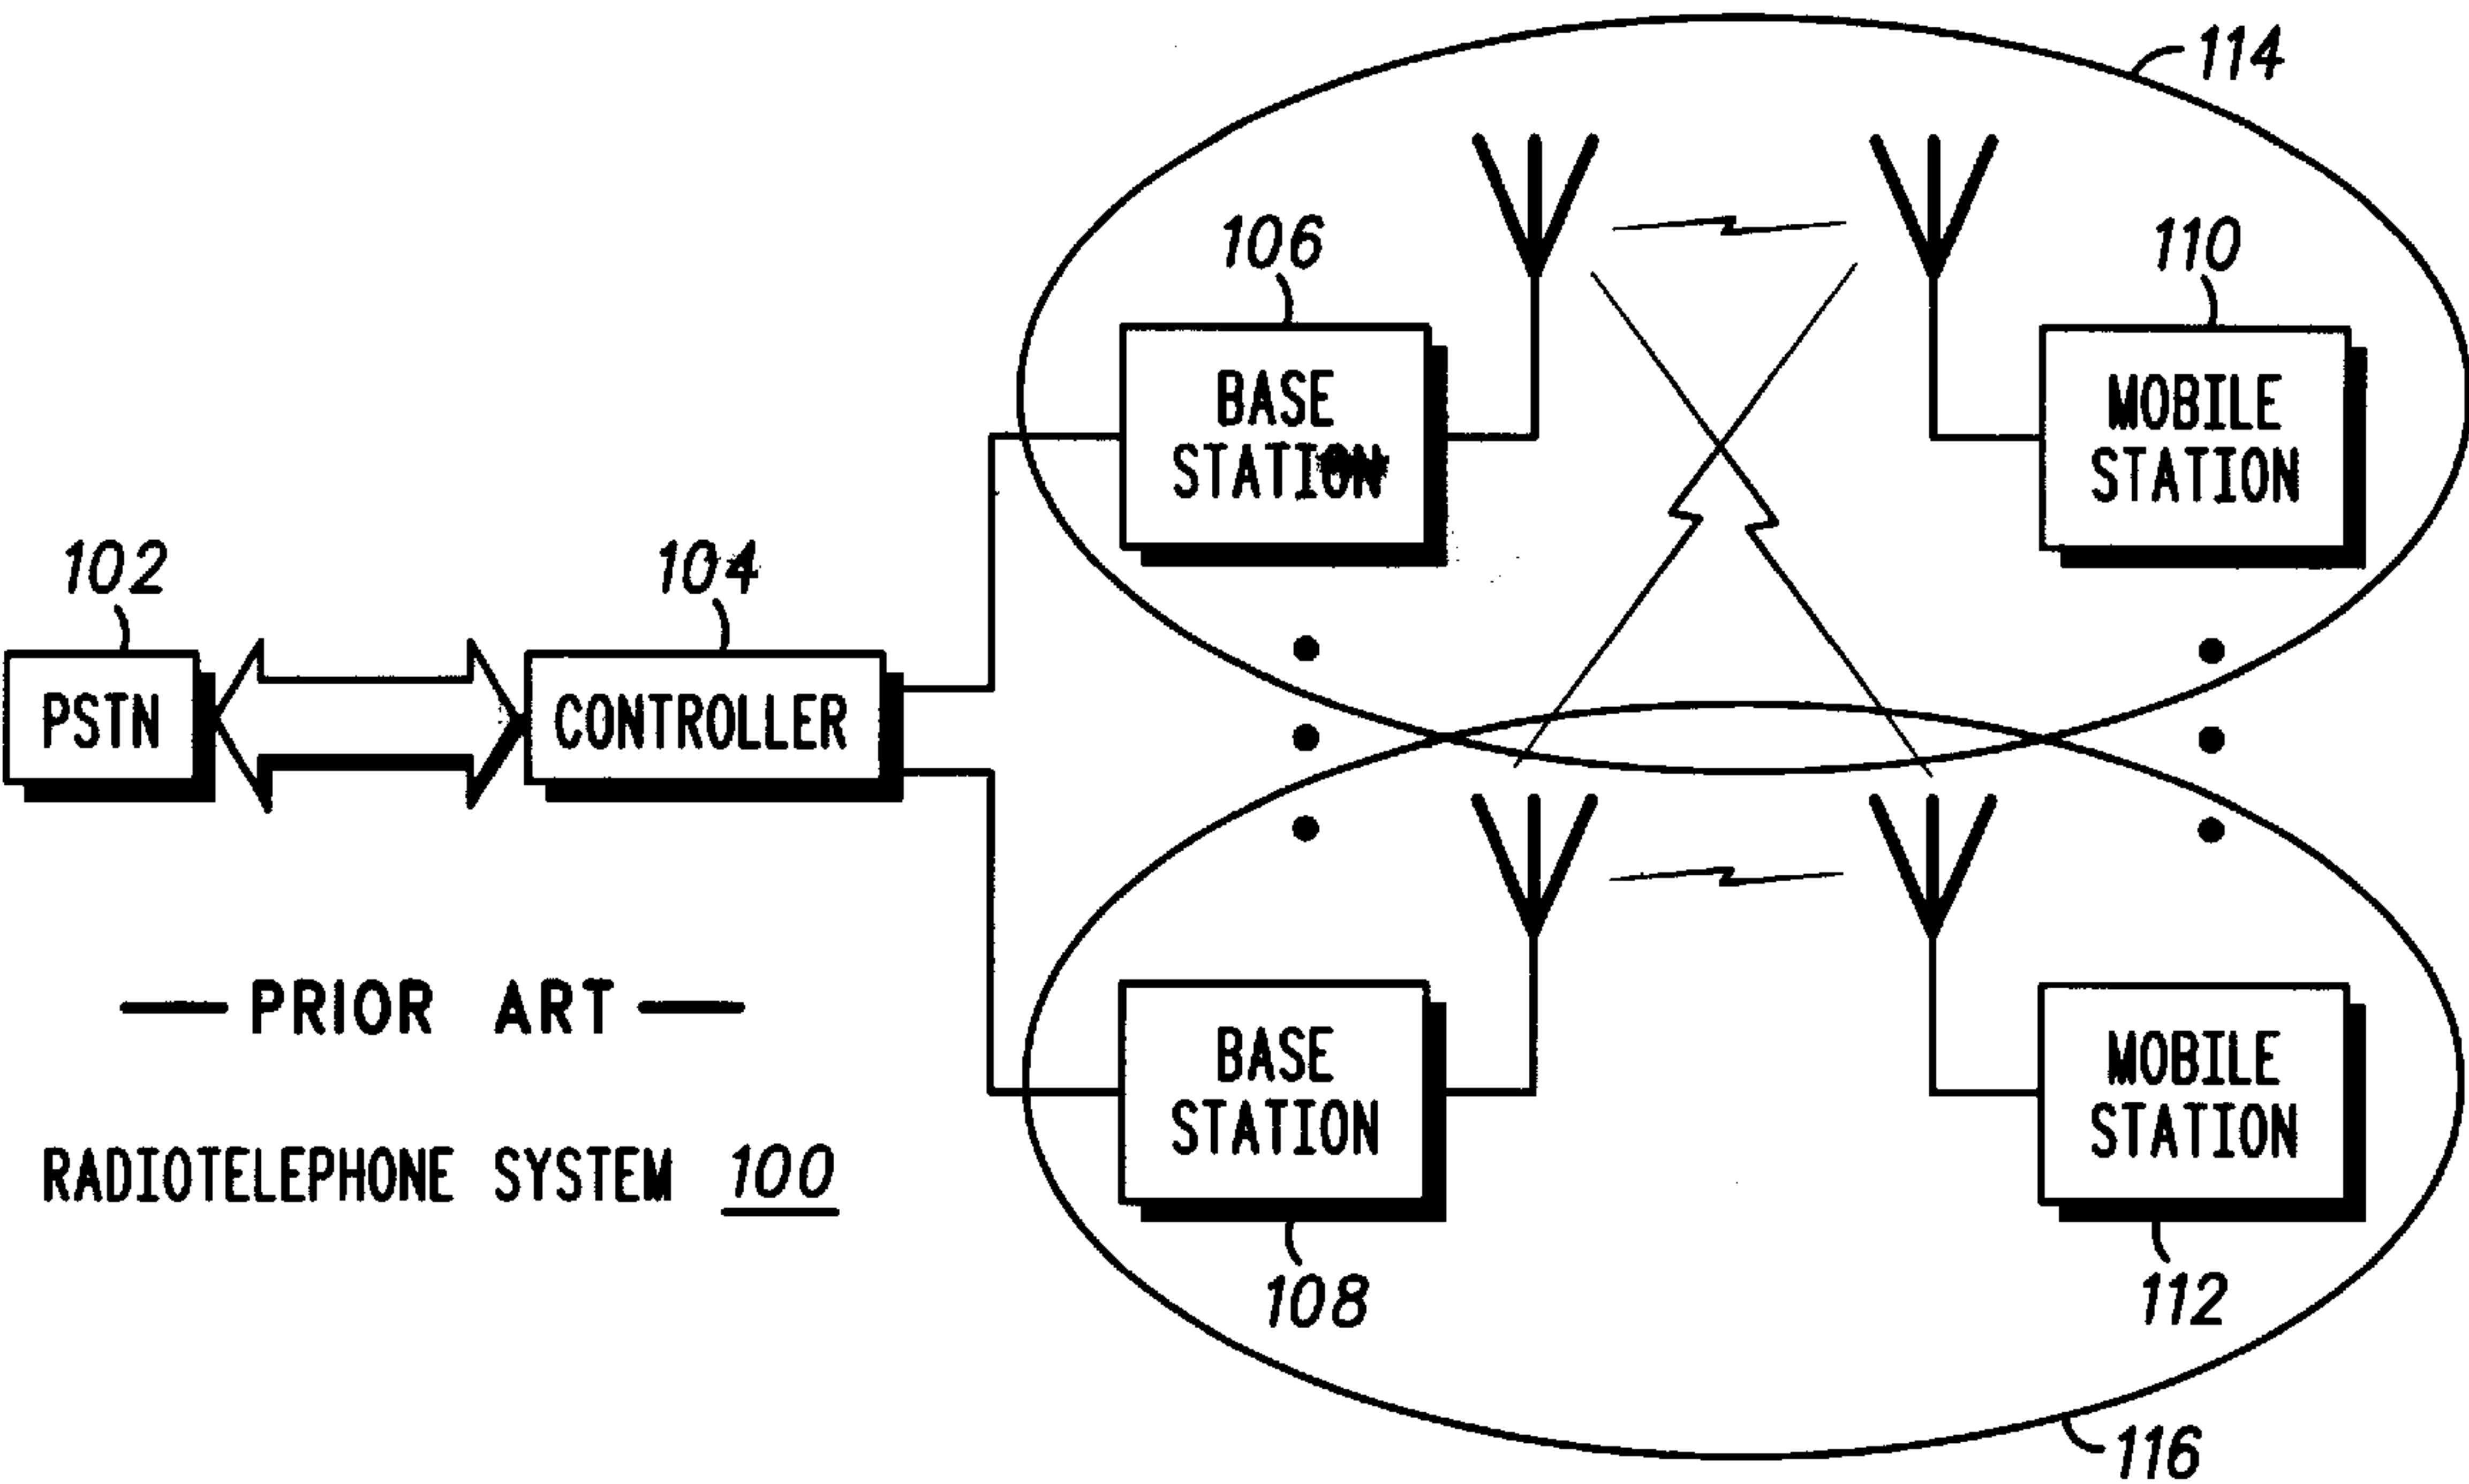 114
106
110
BASE
STATION
MOBILE
STATION
102
104
PSTN
CONTROLLER
PRIOR ART
RADIOTELEPHONE SYSTEM 100
BASE
STATION
MOBILE
STATION
108
112
116